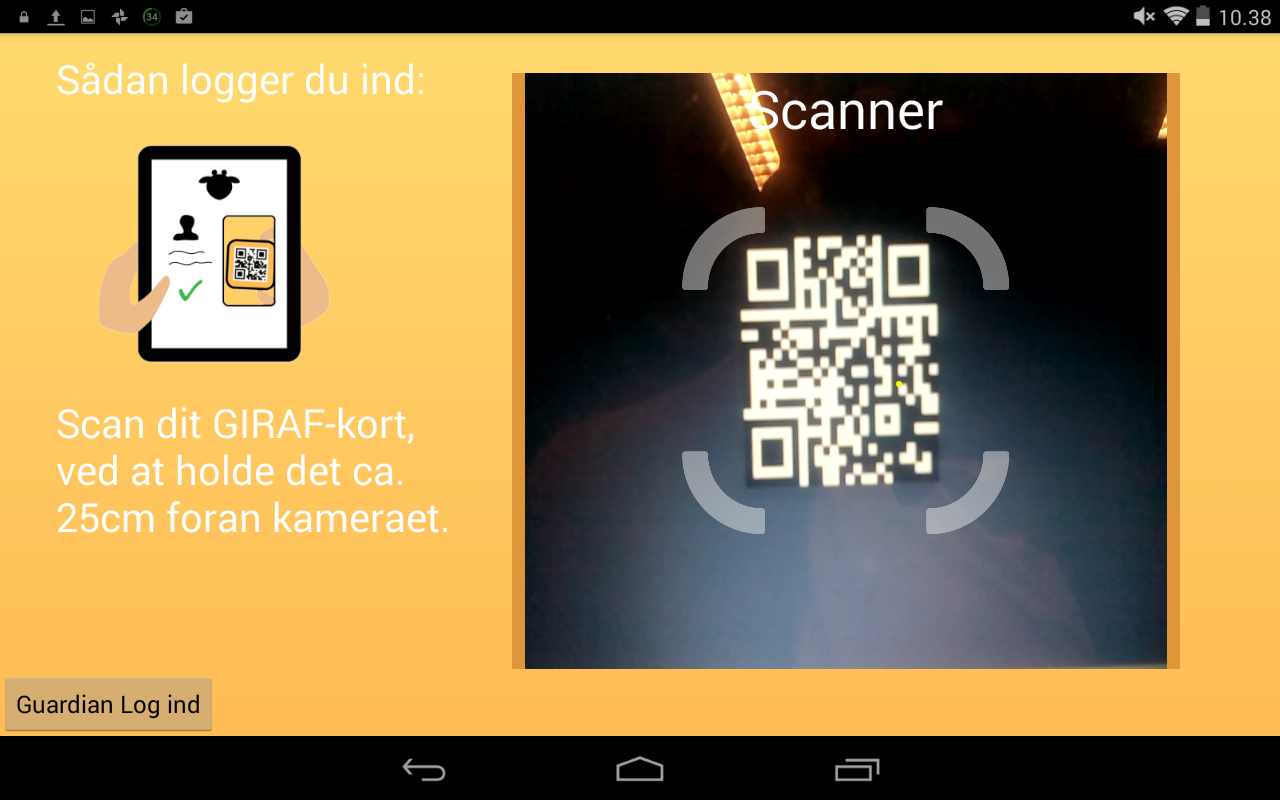 34
10.38
Sådan logger du ind:
Scanner
Scan dit GIRAF-kort,
ved at holde det ca.
25cm foran kameraet.
Guardian Log ind